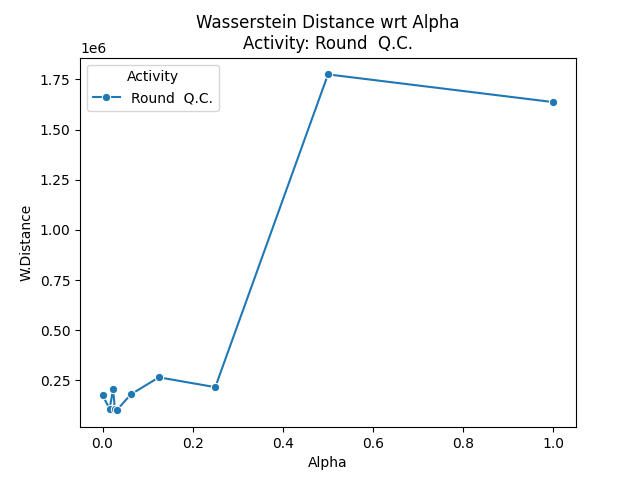 Wasserstein Distance wrt Alpha
Activity: Round  Q.C.
1e6
Activity
Round  Q.C.
1.75
1.50
1.25
1.00
0.75
0.50
0.25
W.Distance
0.0 0.2 0.4 0.6 0.8 1.0
Alpha